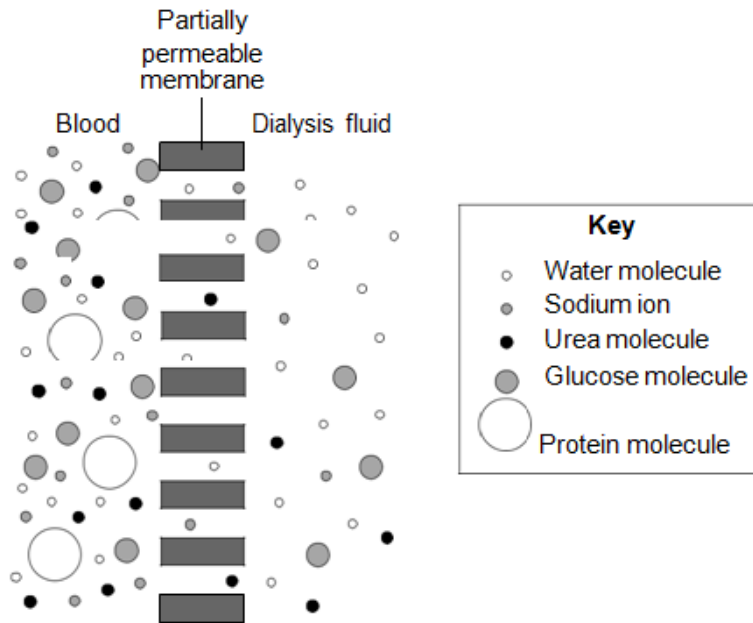 Partially
permeable
membrane
Blood
Dialysis fluid
Key
Water molecule
Sodium ion
Urea molecule
Glucose molecule
Protein molecule